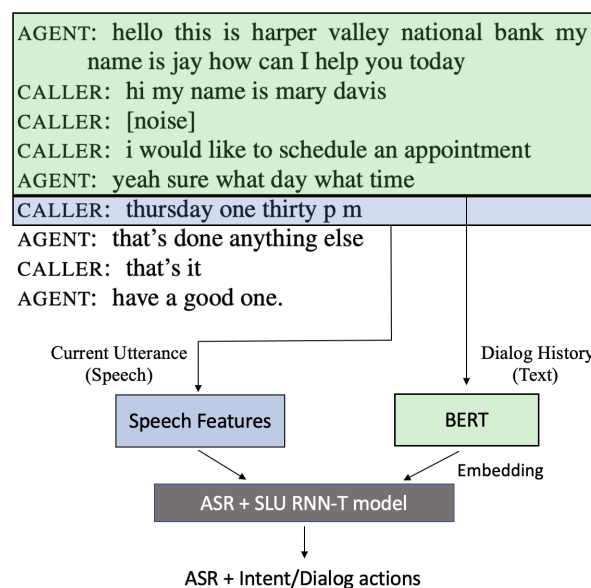 AGENT: hello this is harper valley national bank my
name is jay how can I help you today
CALLER: hi my name is mary davis
CALLER: [noise]
CALLER: i would like to schedule an appointment
AGENT: yeah sure what day what time
CALLER: thursday one thirty p m
AGENT: that's done anything else
CALLER: that's it
AGENT: have a good one.
Current Utterance
(Speech)
Dialog History
(Text)
Speech Features
BERT
Embedding
ASR + SLU RNN-T model
ASR + Intent/Dialog actions